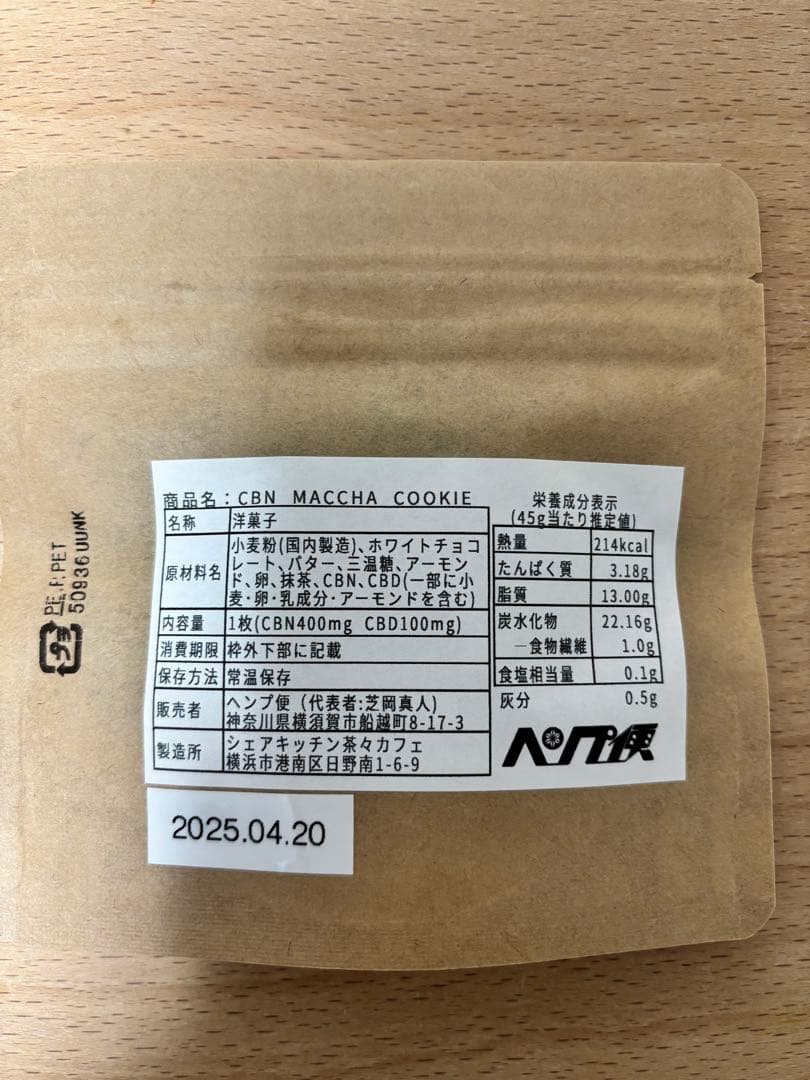 商品名：CBN MACCHA COOKIE
名称 洋菓子
原材料名 小麦粉(国内製造)、ホワイトチョコ
レート、バター、三温糖、アーモン
ド、卵、抹茶、CBN、CBD(一部に小
麦・卵・乳成分・アーモンドを含む)
内容量 1枚(CBN400mg CBD100mg)
消費期限 枠外下部に記載
保存方法 常温保存
販売者 ヘンプ便（代表者:芝岡真人）
神奈川県横須賀市船越町8-17-3
製造所 シェアキッチン茶々カフェ
横浜市港南区日野南1-6-9
栄養成分表示
(45g当たり推定値)
熱量 214kcal
たんぱく質 3.18g
脂質 13.00g
炭水化物 22.16g
－食物繊維 1.0g
食塩相当量 0.1g
灰分 0.5g
ヘンプ便
2025.04.20
プラ
PE,P,PET
50936 UUNK